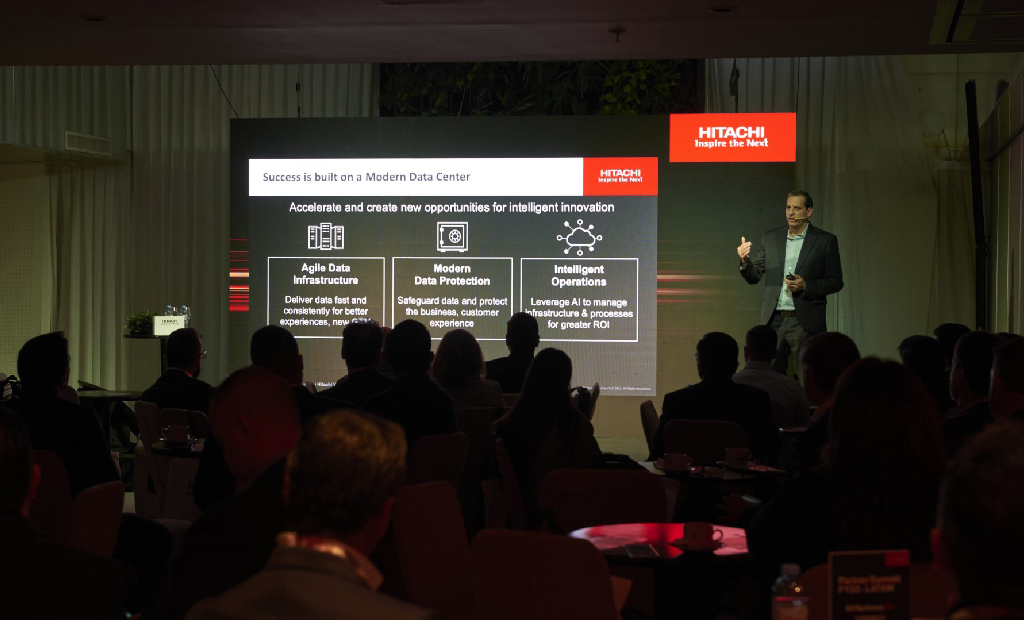 HITACHI
Inspire the Next
Success is built on a Modern Data Center
HITACHI
Inspire the Next
Accelerate and create new opportunities for intelligent innovation
Agile Data
Infrastructure
Deliver data fast and
consistently for better
experiences, new
Modern
Data Protection
Safeguard data and protect
the business, customer
experience
Intelligent
Operations
Leverage AI to manage
infrastructure & processes
for greater ROI
HITACHI
Partner Summit